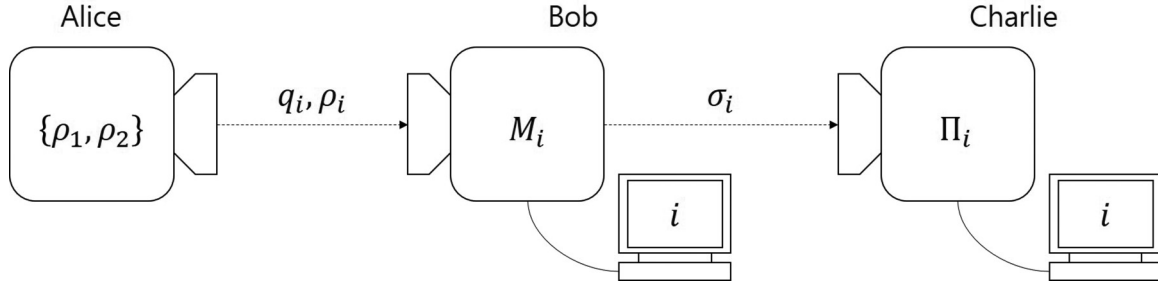 Alice
Bob
Charlie
{ρ₁, ρ₂}
qᵢ, ρᵢ
Mᵢ
σᵢ
Πᵢ
i
i